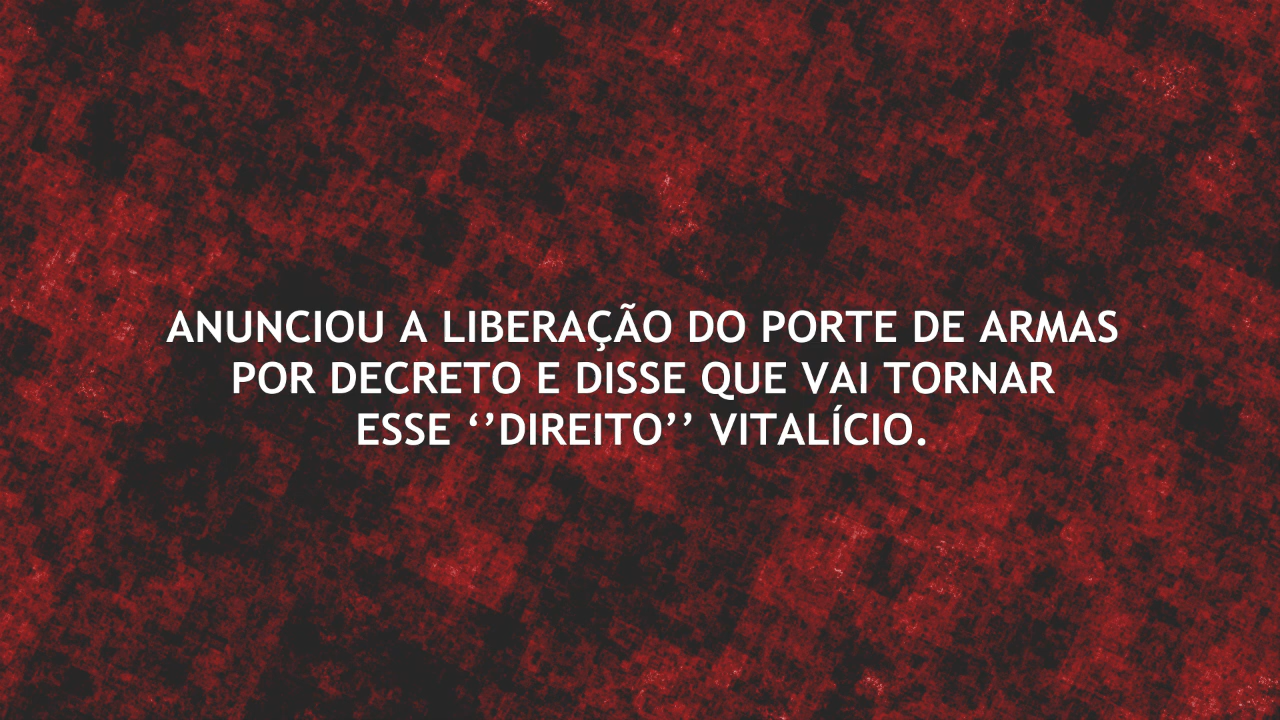 ANUNCIOU A LIBERAÇÃO DO PORTE DE ARMAS
POR DECRETO E DISSE QUE VAI TORNAR
ESSE ‘’DIREITO’’ VITALÍCIO.